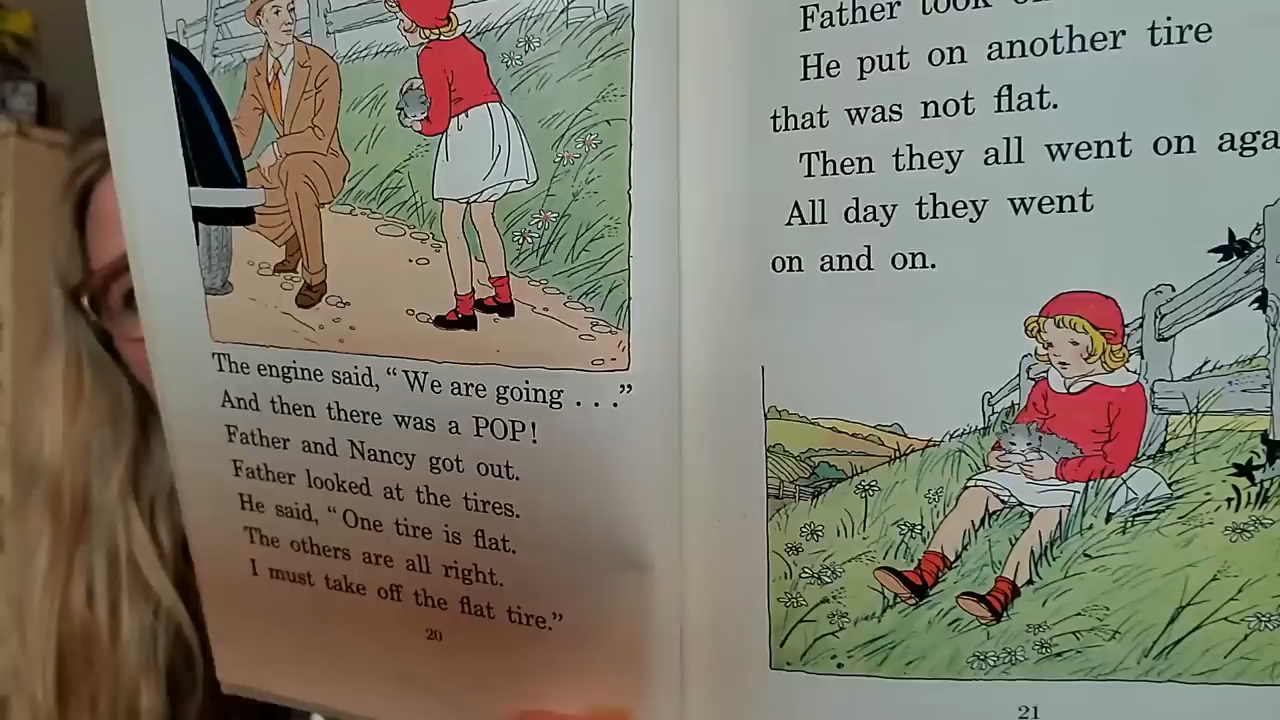 The engine said, “We are going . . .”
And then there was a POP!
Father and Nancy got out.
Father looked at the tires.
He said, “One tire is flat.
The others are all right.
I must take off the flat tire.”
20
Father took
He put on another tire
that was not flat.
Then they all went on
All day they went
on and on.
21